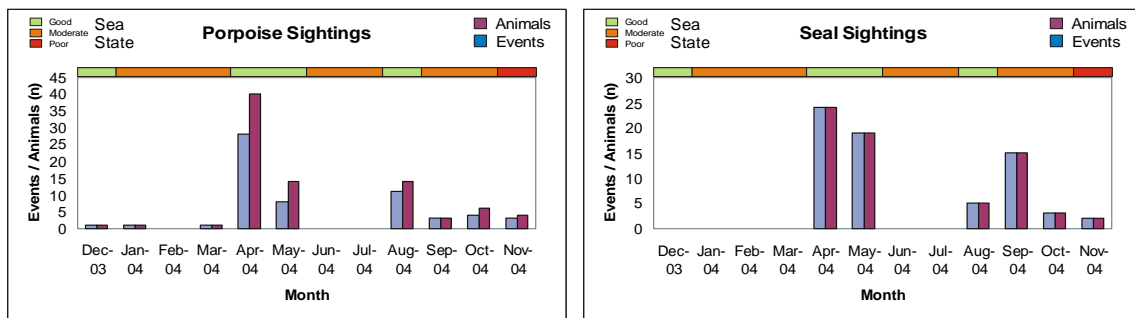 Good
Moderate
Poor
Sea
State
Porpoise Sightings
Animals
Events
Events / Animals (n)
45
40
35
30
25
20
15
10
5
0
Dec-03 Jan-04 Feb-04 Mar-04 Apr-04 May-04 Jun-04 Jul-04 Aug-04 Sep-04 Oct-04 Nov-04
Month
Good
Moderate
Poor
Sea
State
Seal Sightings
Animals
Events
Events / Animals (n)
30
25
20
15
10
5
0
Dec-03 Jan-04 Feb-04 Mar-04 Apr-04 May-04 Jun-04 Jul-04 Aug-04 Sep-04 Oct-04 Nov-04
Month